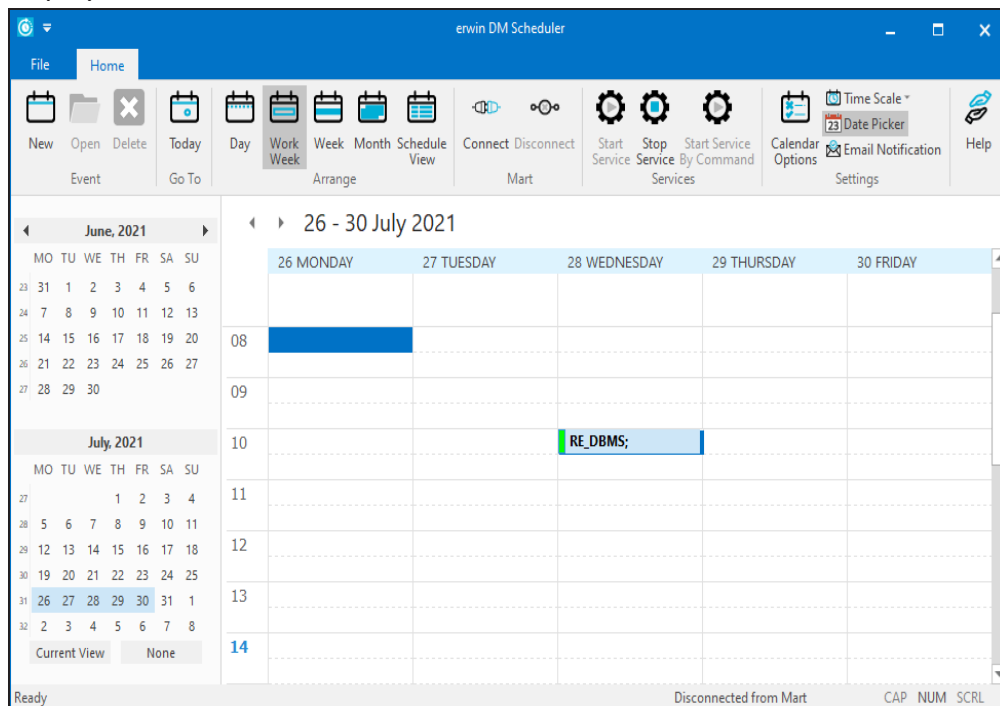 erwin DM Scheduler
File Home
New Open Delete Today Day Work Week Week Month Schedule View Connect Disconnect Start Service Stop Service Start Service By Command Calendar Options Time Scale Date Picker Email Notification Help
23
Event Go To Arrange Mart Services Settings
June, 2021
MO TU WE TH FR SA SU
23 31 1 2 3 4 5 6
24 7 8 9 10 11 12 13
25 14 15 16 17 18 19 20
26 21 22 23 24 25 26 27
27 28 29 30
July, 2021
MO TU WE TH FR SA SU
27 1 2 3 4
28 5 6 7 8 9 10 11
29 12 13 14 15 16 17 18
30 19 20 21 22 23 24 25
31 26 27 28 29 30 31 1
32 2 3 4 5 6 7 8
Current View None
26 - 30 July 2021
26 MONDAY 27 TUESDAY 28 WEDNESDAY 29 THURSDAY 30 FRIDAY
08
09
10 RE_DBMS;
11
12
13
14
Ready Disconnected from Mart CAP NUM SCRL